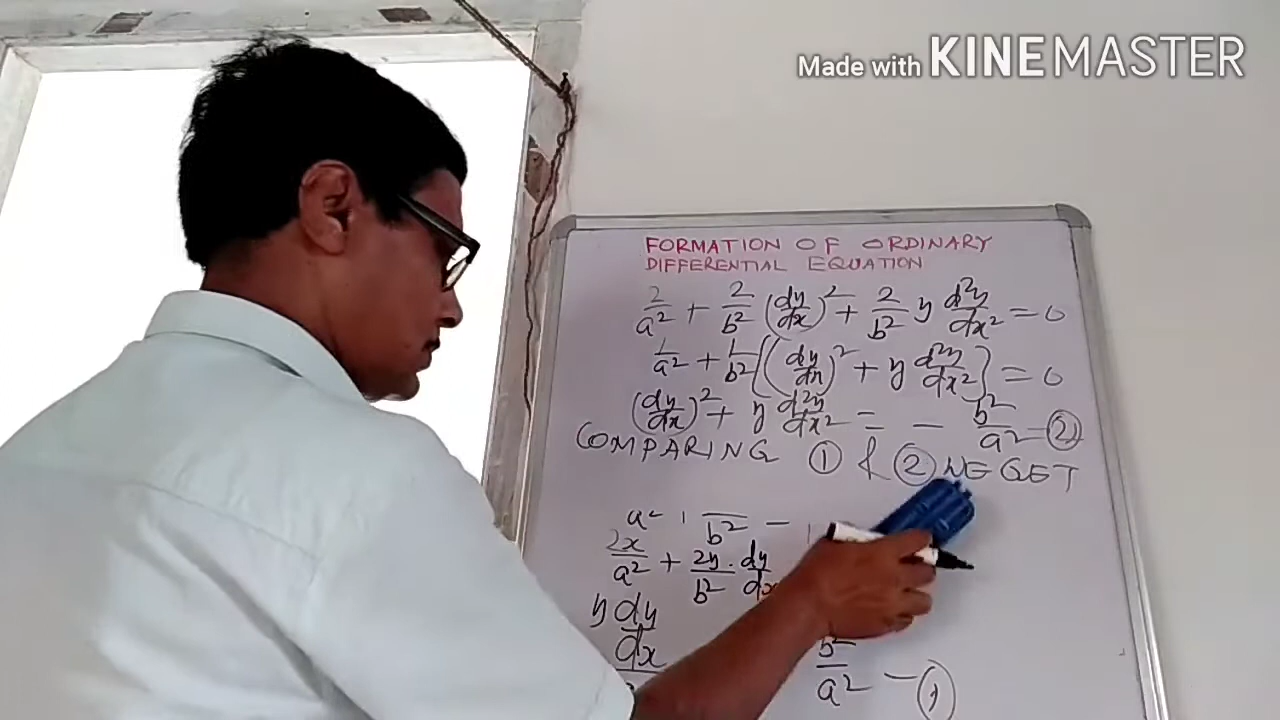 Made with KINEMASTER
FORMATION OF ORDINARY
DIFFERENTIAL EQUATION
2/a² + 2/b² (dy/dx)² + 2/b² y d²y/dx² = 0
1/a² + 1/b² {(dy/dx)² + y d²y/dx²} = 0
(dy/dx)² + y d²y/dx² = - b²/a² - ②
COMPARING ① & ② WE GET
a² b² -
2x/a² + 2y/b² · dy/dx
y dy/dx
b²/a² - ①